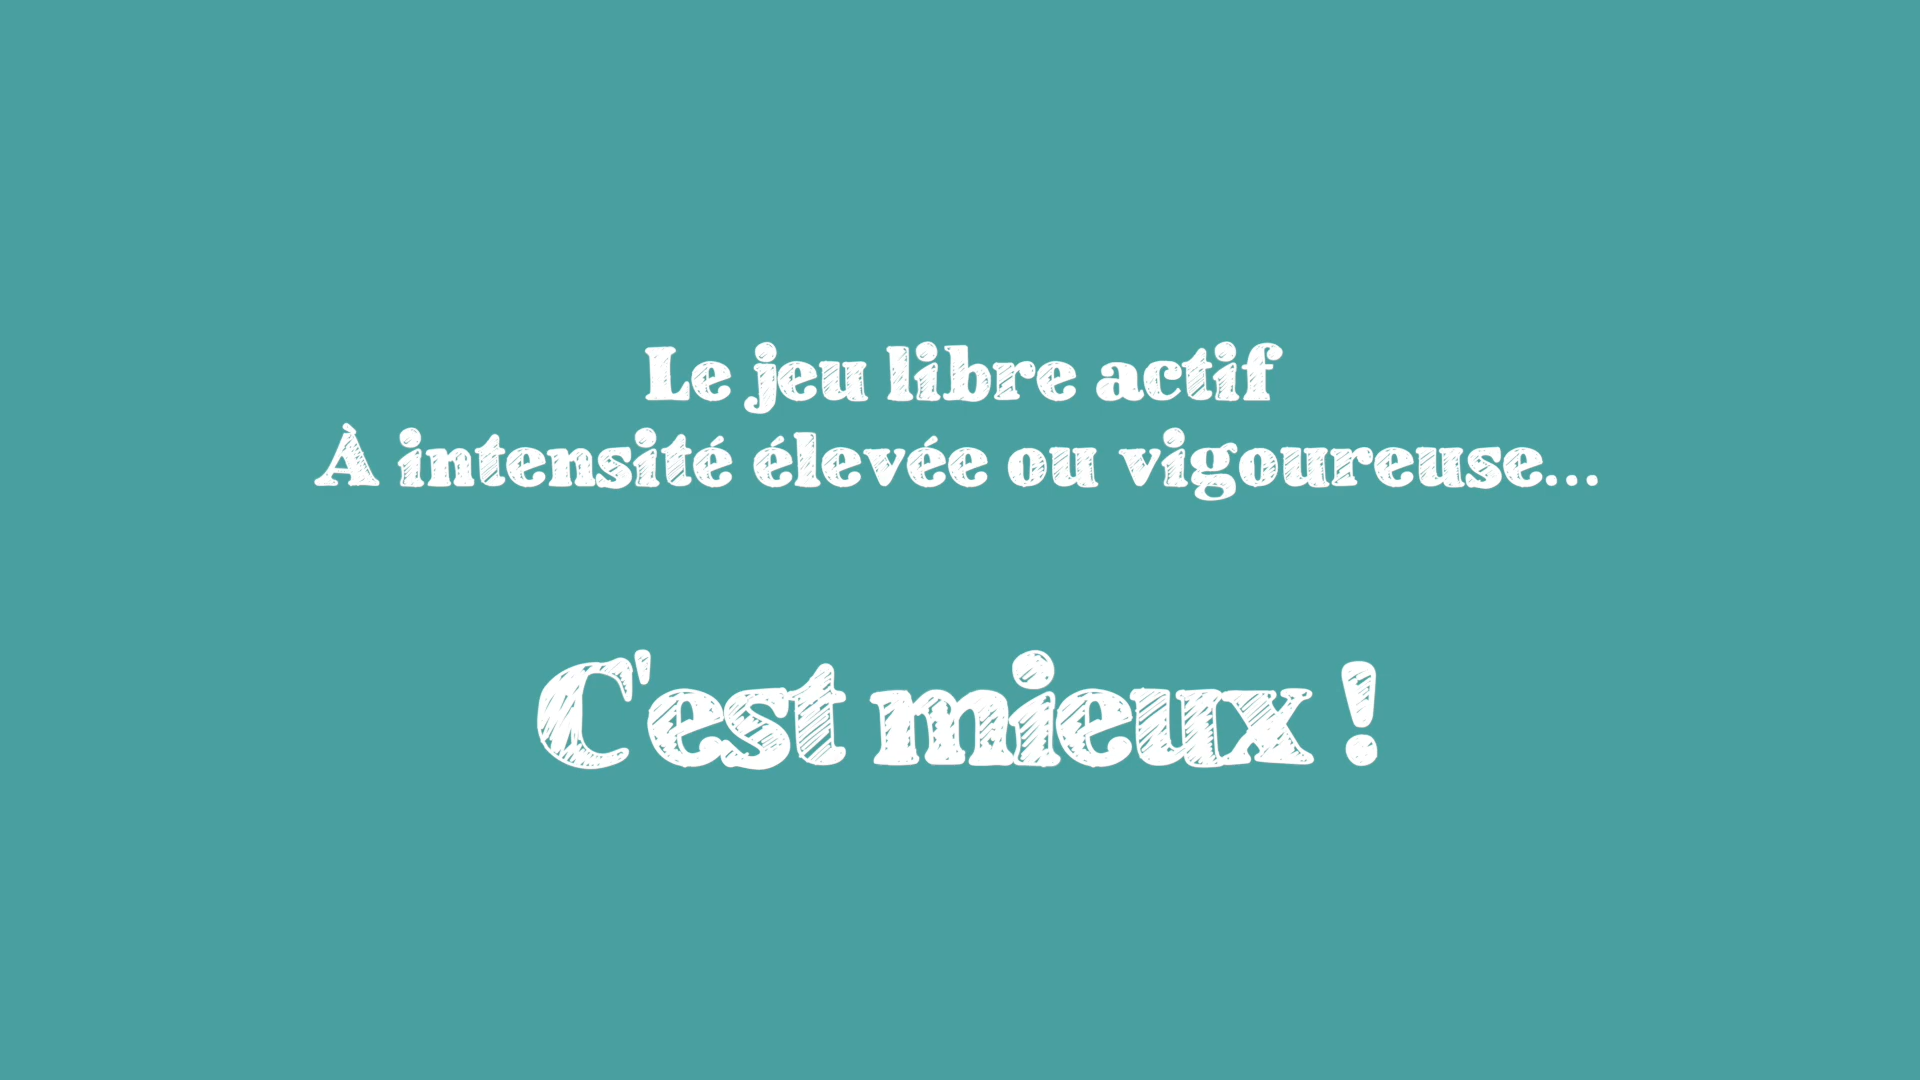 Le jeu libre actif
À intensité élevée ou vigoureuse...
C'est mieux !